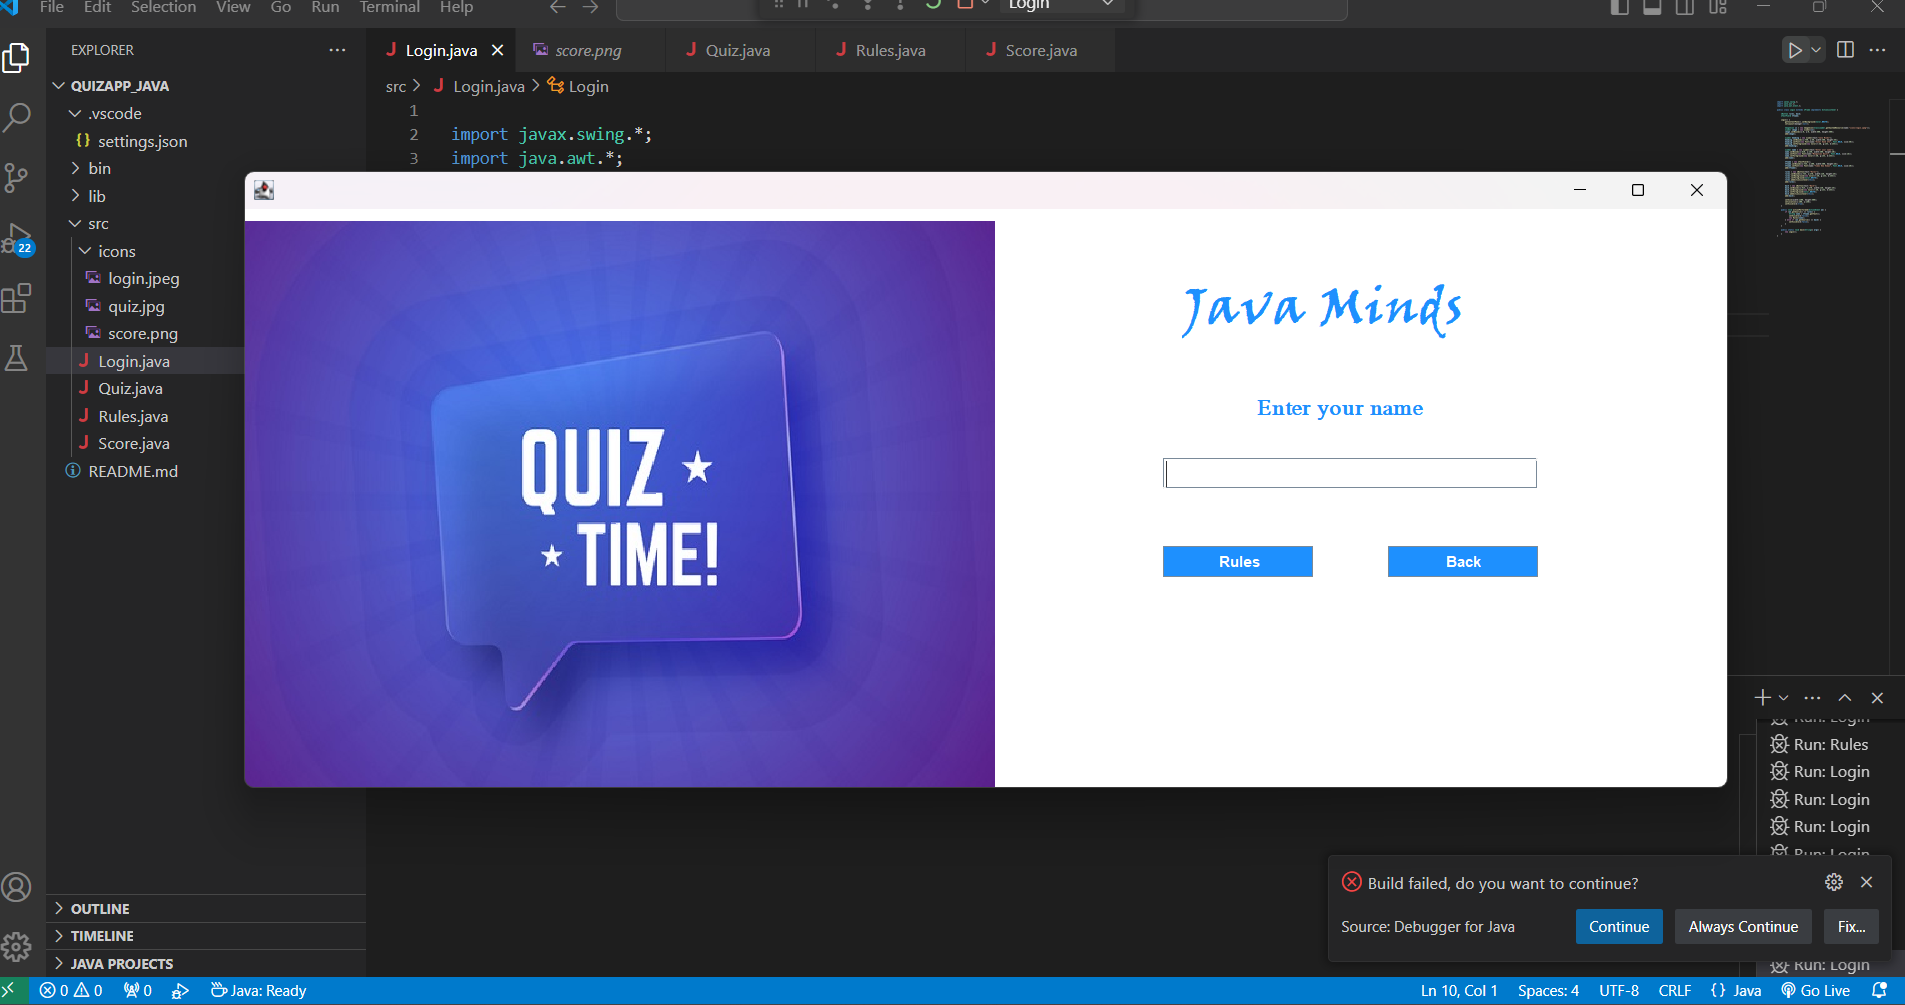 File Edit Selection View Go Run Terminal Help
Login
EXPLORER
Login.java
score.png
Quiz.java
Rules.java
Score.java
QUIZAPP_JAVA
src > Login.java > Login
.vscode
{} settings.json
bin
lib
src
icons
login.jpeg
quiz.jpg
score.png
Login.java
Quiz.java
Rules.java
Score.java
README.md
1
2 import javax.swing.*;
3 import java.awt.*;
QUIZ
TIME!
Java Minds
Enter your name
Rules Back
22
Run: Login
Run: Rules
Run: Login
Run: Login
Run: Login
Run: Login
Build failed, do you want to continue?
Source: Debugger for Java
Continue Always Continue Fix...
Run: Login
OUTLINE
TIMELINE
JAVA PROJECTS
0 0 0 Java: Ready
Ln 10, Col 1 Spaces: 4 UTF-8 CRLF {} Java Go Live